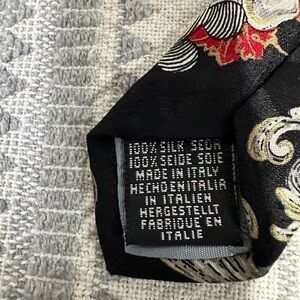 100% SILK SEDA
100% SEIDE SOIE
MADE IN ITALY
HECHO EN ITALIA
IN ITALIEN
HERGESTELLT
FABRIQUE EN
ITALIE